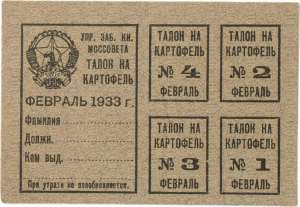 УПР. ЗАБ. КН.
МОССОВЕТА
ТАЛОН НА
КАРТОФЕЛЬ
ФЕВРАЛЬ 1933 г.
Фамилия
Должн.
Кем выд.
При утрате не возобновляется.
ТАЛОН НА
КАРТОФЕЛЬ
№ 4
ФЕВРАЛЬ
ТАЛОН НА
КАРТОФЕЛЬ
№ 2
ФЕВРАЛЬ
ТАЛОН НА
КАРТОФЕЛЬ
№ 3
ФЕВРАЛЬ
ТАЛОН НА
КАРТОФЕЛЬ
№ 1
ФЕВРАЛЬ